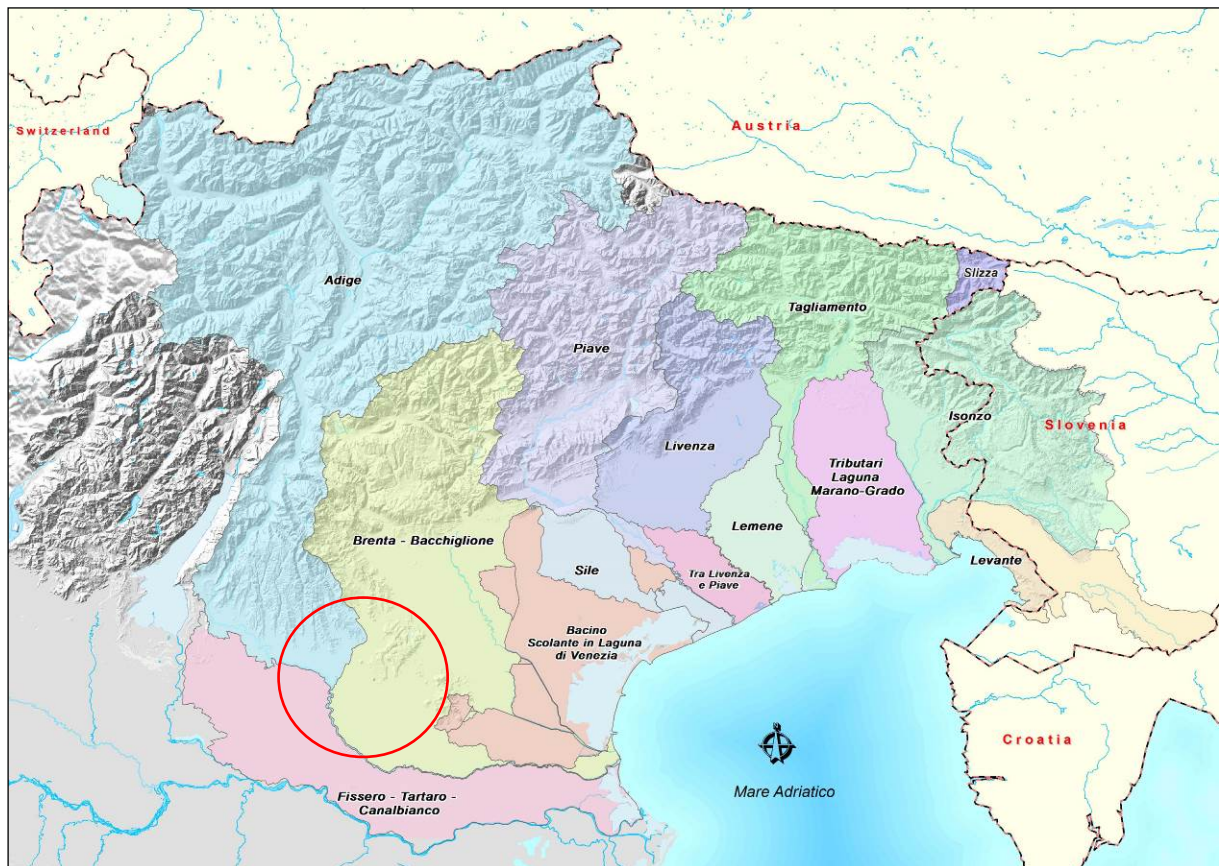 Switzerland
Austria
Adige
Slizza
Tagliamento
Piave
Isonzo
Slovenia
Livenza
Tributari
Laguna
Marano-Grado
Lemene
Brenta - Bacchiglione
Sile
Levante
Tra Livenza
e Piave
Bacino
Scolante in Laguna
di Venezia
Croatia
Fissero - Tartaro -
Canalbianco
Mare Adriatico